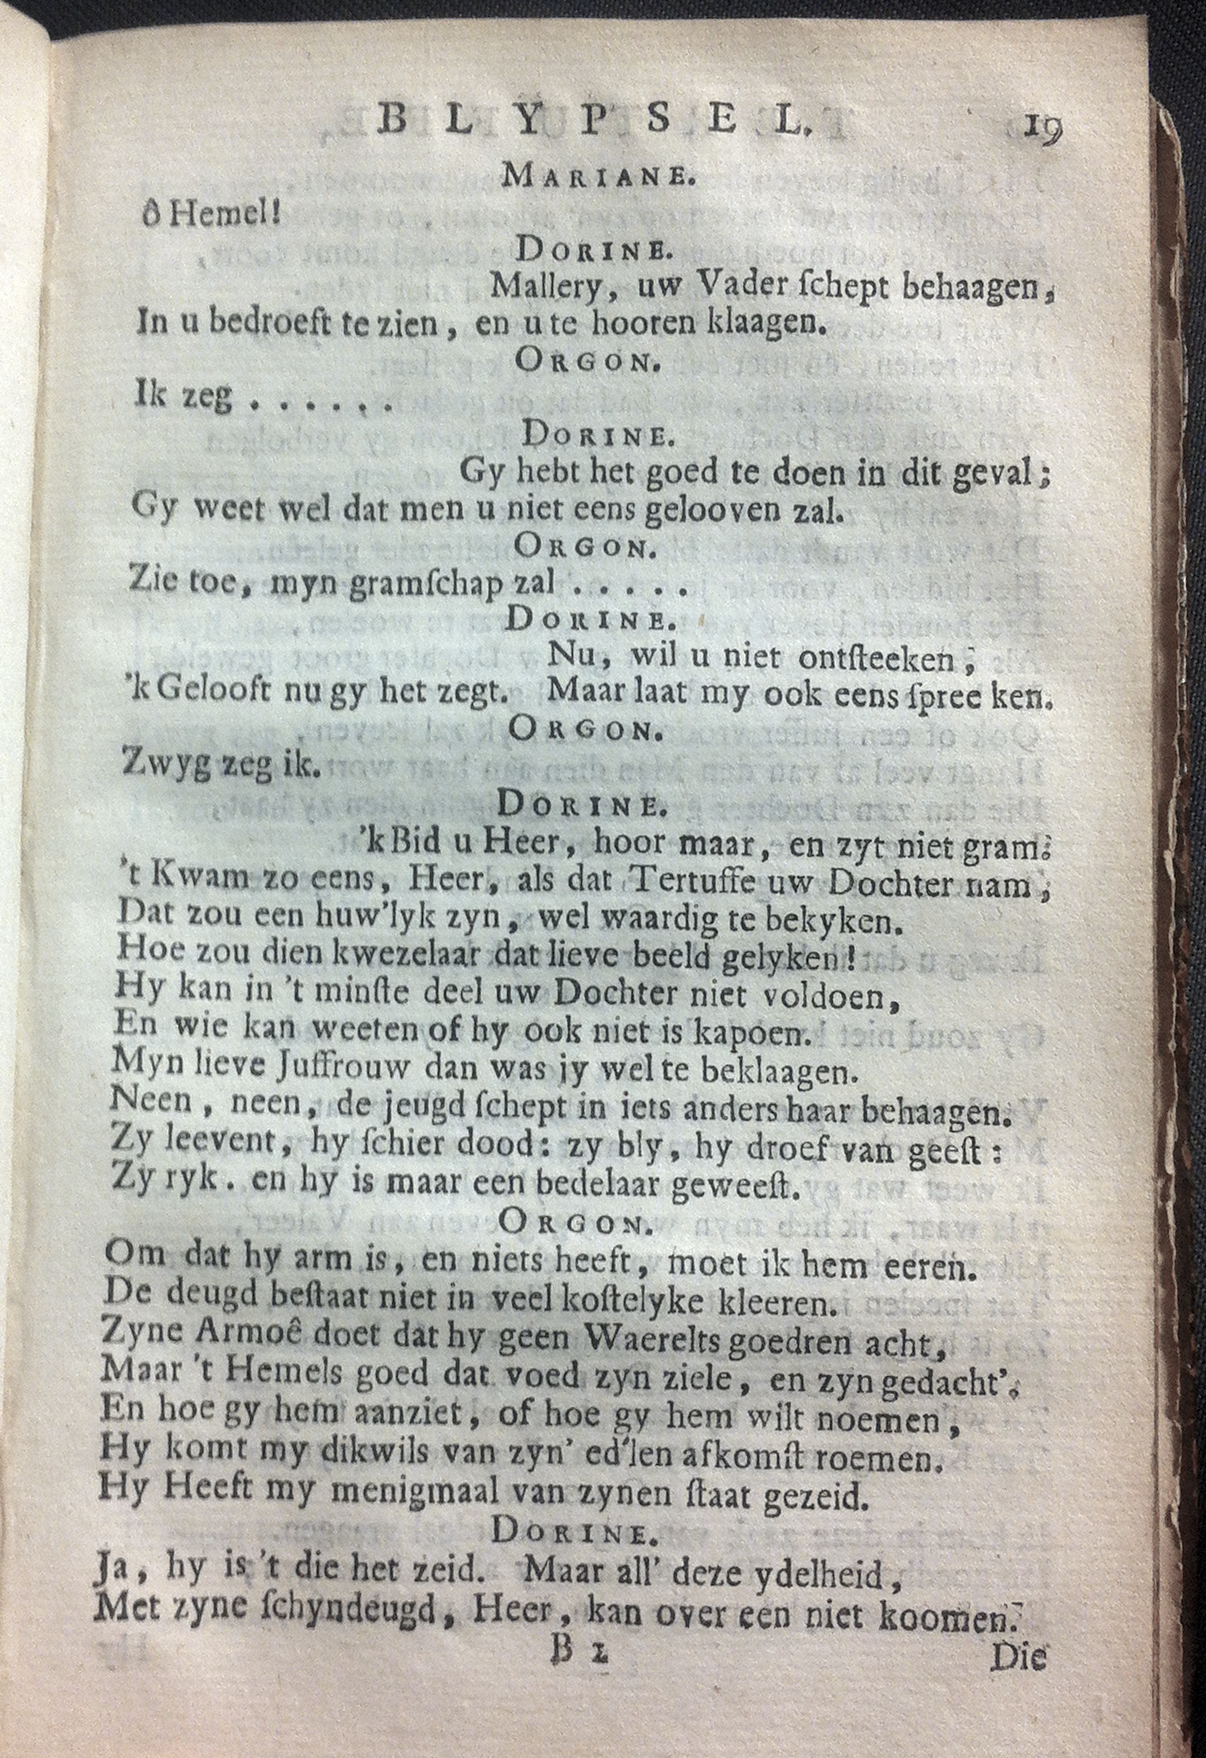 BLYPSEL. 19
MARIANE.
ô Hemel!
DORINE.
Mallery, uw Vader ſchept behaagen,
In u bedroeft te zien, en u te hooren klaagen.
ORGON.
Ik zeg . . . . . .
DORINE.
Gy hebt het goed te doen in dit geval;
Gy weet wel dat men u niet eens gelooven zal.
ORGON.
Zie toe, myn gramſchap zal . . . . .
DORINE.
Nu, wil u niet ontſteeken;
'k Gelooft nu gy het zegt. Maar laat my ook eens ſpree ken.
ORGON.
Zwyg zeg ik.
DORINE.
'k Bid u Heer, hoor maar, en zyt niet gram.
't Kwam zo eens, Heer, als dat Tertuffe uw Dochter nam,
Dat zou een huw'lyk zyn, wel waardig te bekyken.
Hoe zou dien kwezelaar dat lieve beeld gelyken!
Hy kan in 't minſte deel uw Dochter niet voldoen,
En wie kan weeten of hy ook niet is kapoen.
Myn lieve Juffrouw dan was jy wel te beklaagen.
Neen, neen, de jeugd ſchept in iets anders haar behaagen.
Zy leevent, hy ſchier dood: zy bly, hy droef van geeſt:
Zy ryk. en hy is maar een bedelaar geweeſt.
ORGON.
Om dat hy arm is, en niets heeft, moet ik hem eeren.
De deugd beſtaat niet in veel koſtelyke kleeren.
Zyne Armoê doet dat hy geen Waerelts goedren acht,
Maar 't Hemels goed dat voed zyn ziele, en zyn gedacht'.
En hoe gy hem aanziet, of hoe gy hem wilt noemen,
Hy komt my dikwils van zyn' ed'len afkomſt roemen.
Hy Heeft my menigmaal van zynen ſtaat gezeid.
DORINE.
Ja, hy is 't die het zeid. Maar all' deze ydelheid,
Met zyne ſchyndeugd, Heer, kan over een niet koomen.
B 2 Die